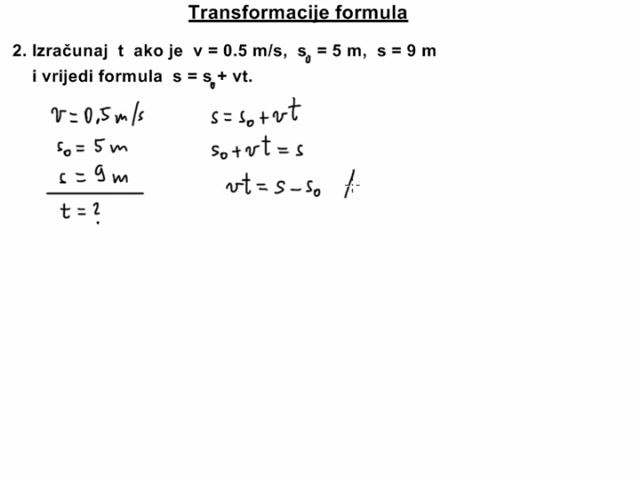 Transformacije formula
2. Izračunaj t ako je v = 0.5 m/s, s₀ = 5 m, s = 9 m
i vrijedi formula s = s₀ + vt.
v = 0,5 m/s
s₀ = 5 m
s = 9 m
t = ?
s = s₀ + vt
s₀ + vt = s
vt = s − s₀ /